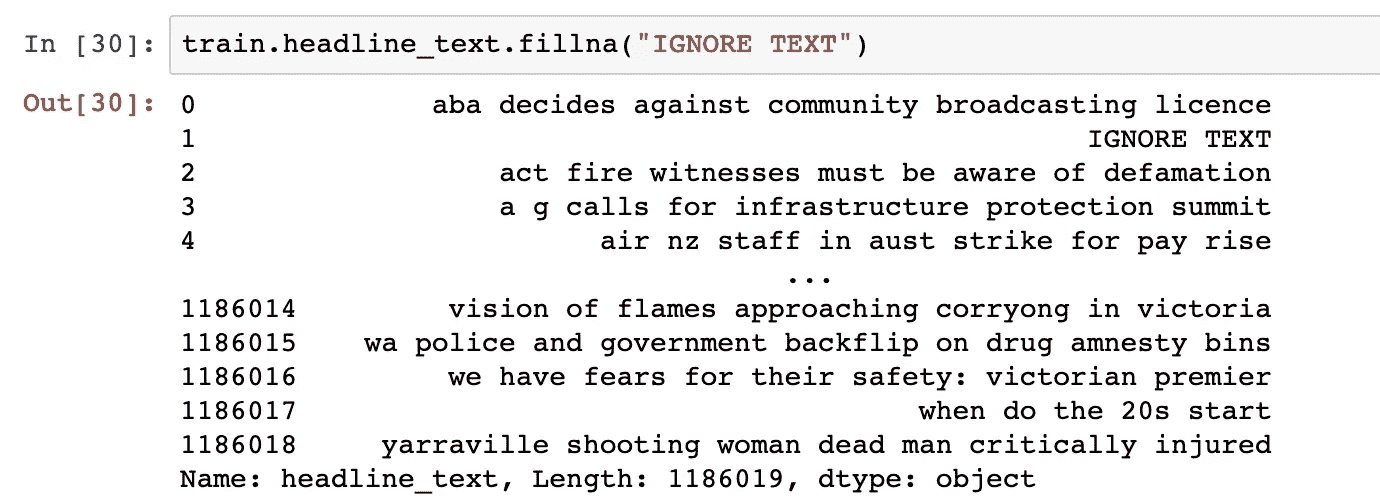 In [30]: train.headline_text.fillna("IGNORE TEXT")
Out[30]: 0 aba decides against community broadcasting licence
1 IGNORE TEXT
2 act fire witnesses must be aware of defamation
3 a g calls for infrastructure protection summit
4 air nz staff in aust strike for pay rise
...
1186014 vision of flames approaching corryong in victoria
1186015 wa police and government backflip on drug amnesty bins
1186016 we have fears for their safety: victorian premier
1186017 when do the 20s start
1186018 yarraville shooting woman dead man critically injured
Name: headline_text, Length: 1186019, dtype: object